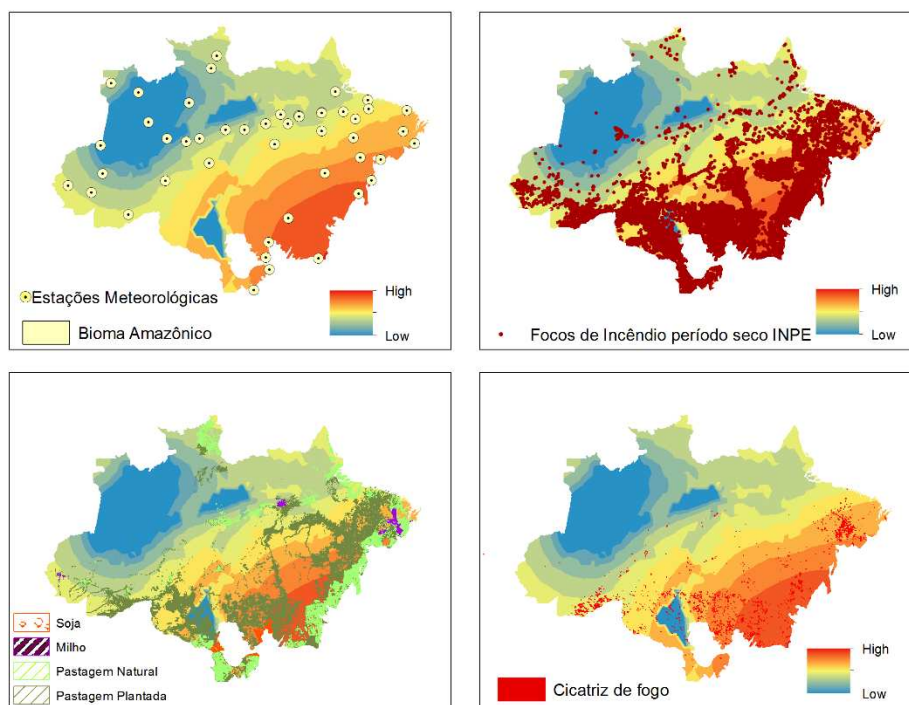 Estações Meteorológicas
Bioma Amazônico
High
Low
Focos de Incêndio período seco INPE
High
Low
Soja
Milho
Pastagem Natural
Pastagem Plantada
Cicatriz de fogo
High
Low